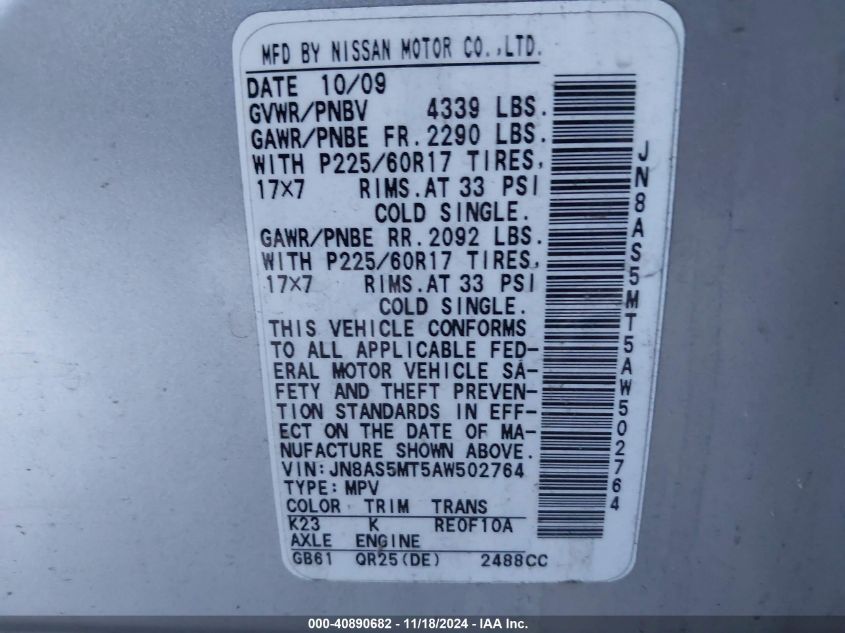 MFD BY NISSAN MOTOR CO.,LTD.
DATE 10/09
GVWR/PNBV 4339 LBS.
GAWR/PNBE FR. 2290 LBS.
WITH P225/60R17 TIRES,
17×7 RIMS. AT 33 PSI
COLD SINGLE.
GAWR/PNBE RR. 2092 LBS.
WITH P225/60R17 TIRES,
17×7 RIMS. AT 33 PSI
COLD SINGLE.
THIS VEHICLE CONFORMS
TO ALL APPLICABLE FED-
ERAL MOTOR VEHICLE SA-
FETY AND THEFT PREVEN-
TION STANDARDS IN EFF-
ECT ON THE DATE OF MA-
NUFACTURE SHOWN ABOVE.
VIN:JN8AS5MT5AW502764
TYPE: MPV
COLOR TRIM TRANS
K23 K RE0F10A
AXLE ENGINE
GB61 QR25(DE) 2488CC
JN8AS5MT5AW502764
000-40890682 - 11/18/2024 - IAA Inc.